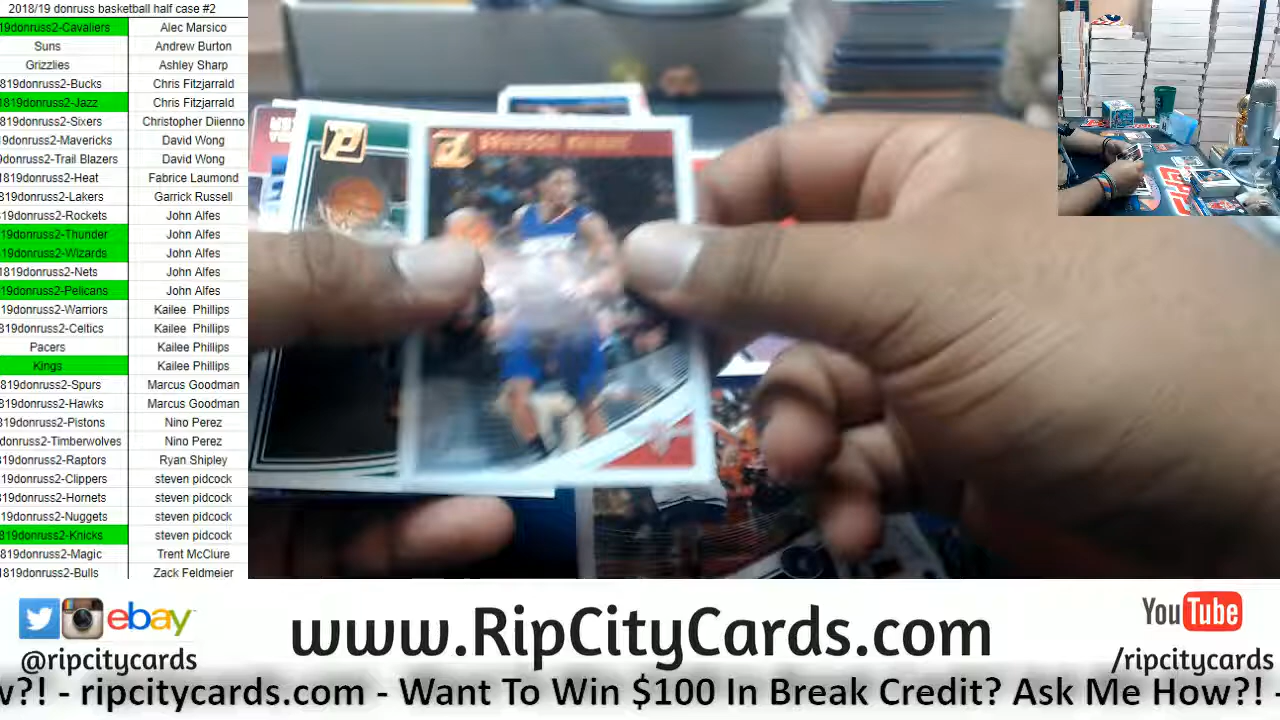 2018/19 donruss basketball half case #2
19donruss2-Cavaliers Alec Marsico
Suns Andrew Burton
Grizzlies Ashley Sharp
819donruss2-Bucks Chris Fitzjarrald
1819donruss2-Jazz Chris Fitzjarrald
819donruss2-Sixers Christopher Diienno
9donruss2-Mavericks David Wong
9donruss2-Trail Blazers David Wong
819donruss2-Heat Fabrice Laumond
819donruss2-Lakers Garrick Russell
19donruss2-Rockets John Alfes
19donruss2-Thunder John Alfes
19donruss2-Wizards John Alfes
1819donruss2-Nets John Alfes
19donruss2-Pelicans John Alfes
19donruss2-Warriors Kailee Phillips
819donruss2-Celtics Kailee Phillips
Pacers Kailee Phillips
Kings Kailee Phillips
819donruss2-Spurs Marcus Goodman
819donruss2-Hawks Marcus Goodman
819donruss2-Pistons Nino Perez
donruss2-Timberwolves Nino Perez
19donruss2-Raptors Ryan Shipley
819donruss2-Clippers steven pidcock
819donruss2-Hornets steven pidcock
19donruss2-Nuggets steven pidcock
819donruss2-Knicks steven pidcock
819donruss2-Magic Trent McClure
1819donruss2-Bulls Zack Feldmeier
ebay
@ripcitycards
www.RipCityCards.com
YouTube
/ripcitycards
w?! - ripcitycards.com - Want To Win $100 In Break Credit? Ask Me How?! -